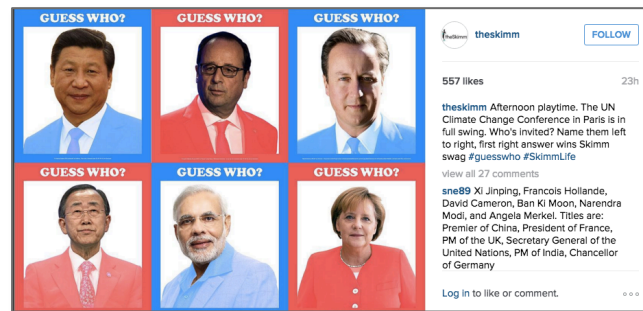 GUESS WHO?
GUESS WHO?
GUESS WHO?
GUESS WHO?
GUESS WHO?
GUESS WHO?
theSkimm
theskimm
FOLLOW
557 likes
23h
theskimm Afternoon playtime. The UN
Climate Change Conference in Paris is in
full swing. Who's invited? Name them left
to right, first right answer wins Skimm
swag #guesswho #SkimmLife
view all 27 comments
sne89 Xi Jinping, Francois Hollande,
David Cameron, Ban Ki Moon, Narendra
Modi, and Angela Merkel. Titles are:
Premier of China, President of France,
PM of the UK, Secretary General of the
United Nations, PM of India, Chancellor
of Germany
Log in to like or comment.